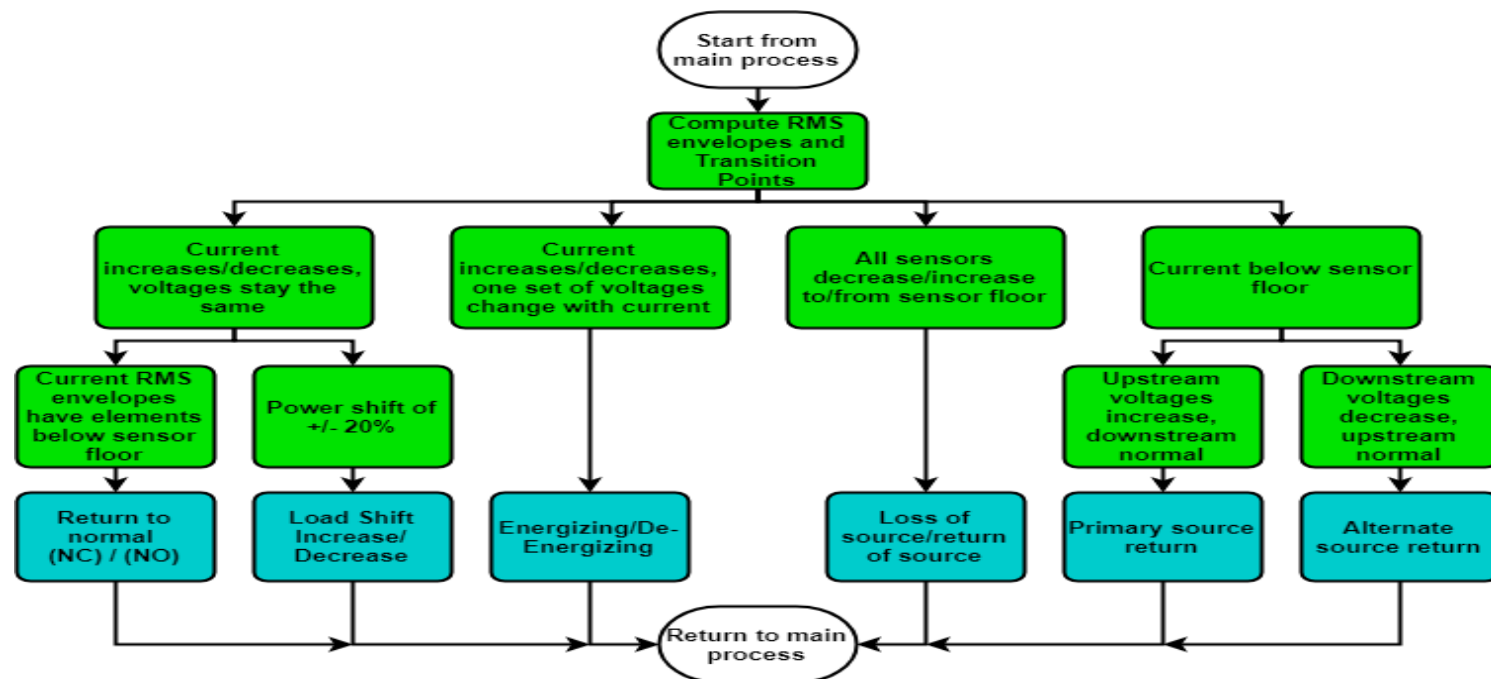 Start from
main process
Compute RMS
envelopes and
Transition
Points
Current
increases/decreases,
voltages stay the
same
Current
increases/decreases,
one set of voltages
change with current
All sensors
decrease/increase
to/from sensor floor
Current below sensor
floor
Current RMS
envelopes
have elements
below sensor
floor
Power shift of
+/- 20%
Upstream
voltages
increase,
downstream
normal
Downstream
voltages
decrease,
upstream
normal
Return to
normal
(NC) / (NO)
Load Shift
Increase/
Decrease
Energizing/De-
Energizing
Loss of
source/return
of source
Primary source
return
Alternate
source return
Return to main
process